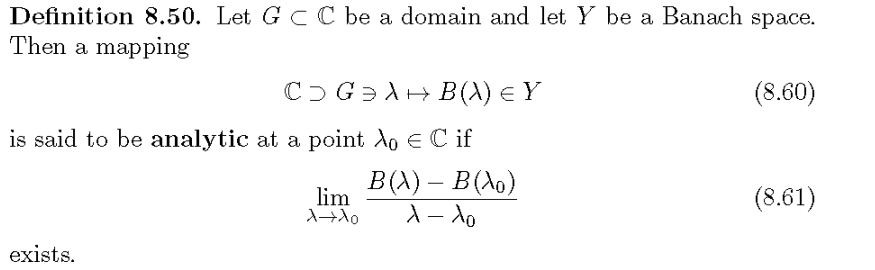 Definition 8.50. Let G ⊂ ℂ be a domain and let Y be a Banach space.
Then a mapping
ℂ ⊃ G ∋ λ ↦ B(λ) ∈ Y (8.60)
is said to be analytic at a point λ₀ ∈ ℂ if
lim_{λ→λ₀} \frac{B(λ) − B(λ₀)}{λ − λ₀} (8.61)
exists.